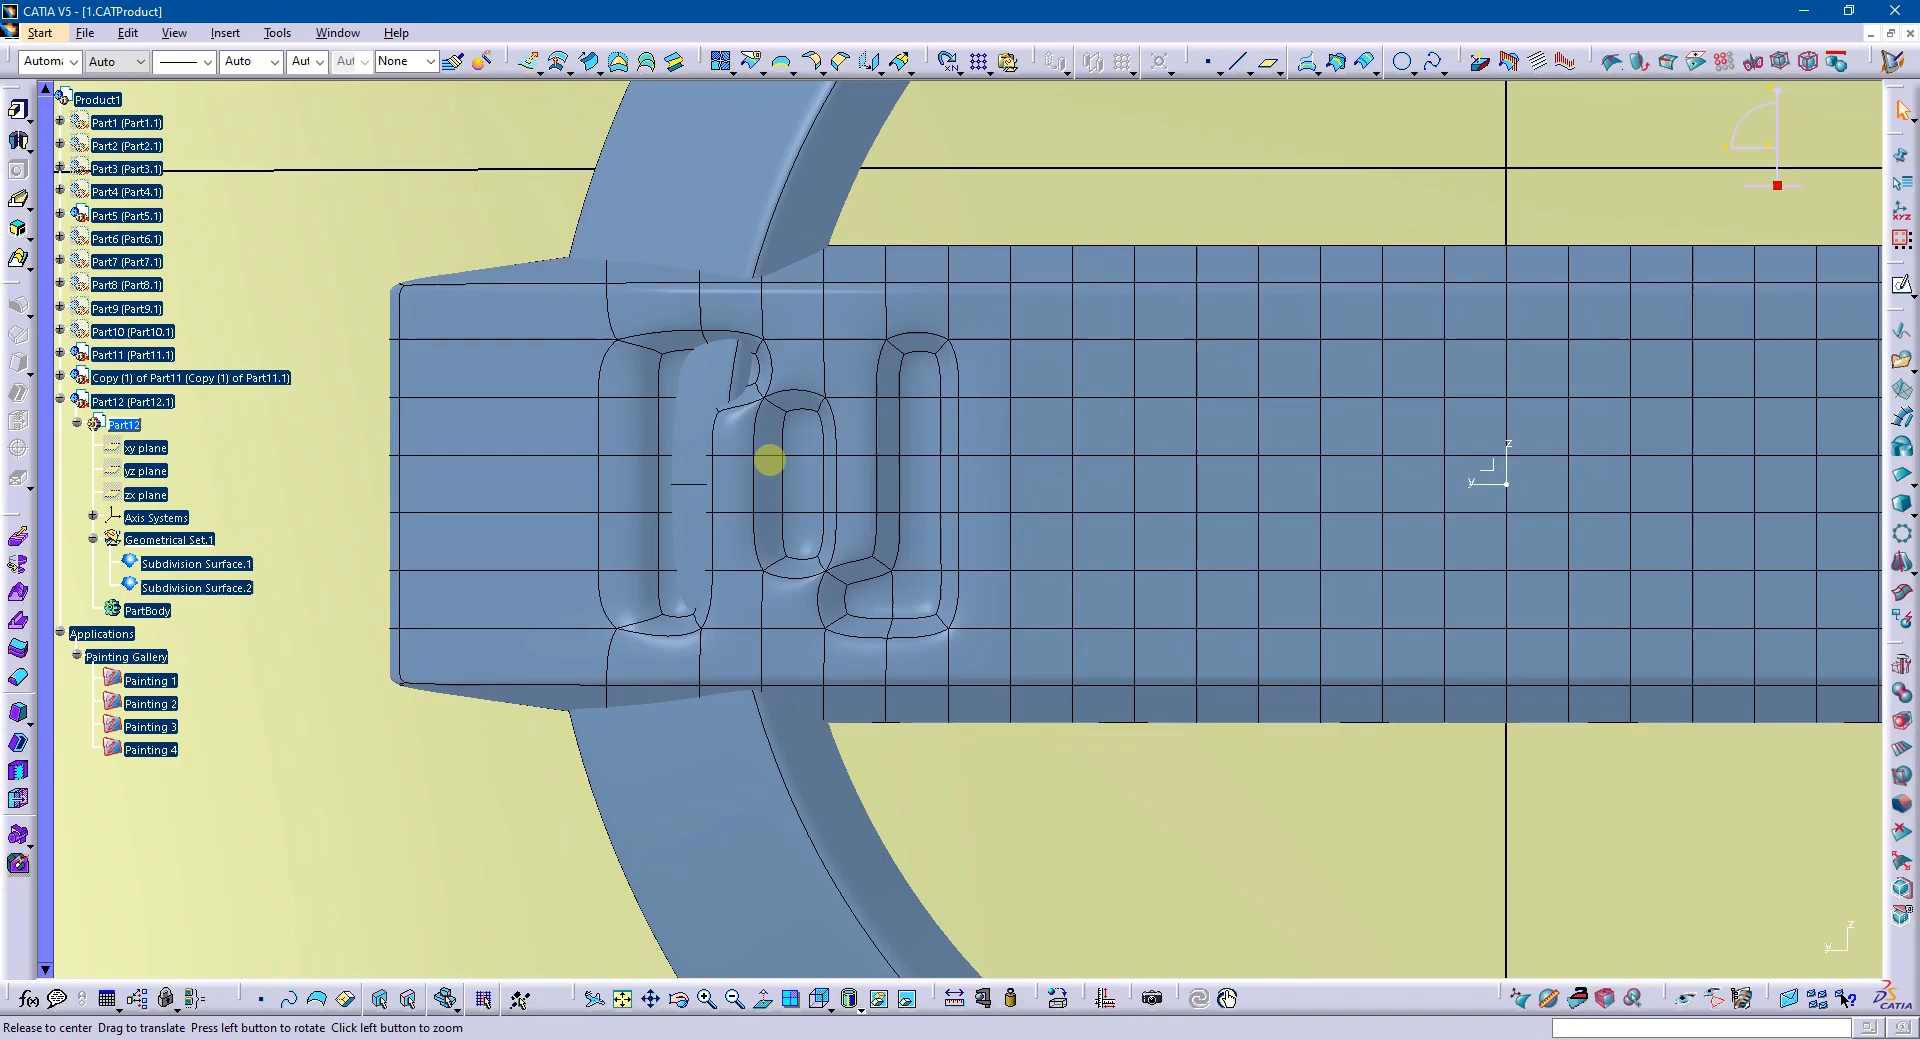 CATIA V5 - [1.CATProduct]
Start File Edit View Insert Tools Window Help
Automa Auto Auto Aut Aut None
Product1
Part1 (Part1.1)
Part2 (Part2.1)
Part3 (Part3.1)
Part4 (Part4.1)
Part5 (Part5.1)
Part6 (Part6.1)
Part7 (Part7.1)
Part8 (Part8.1)
Part9 (Part9.1)
Part10 (Part10.1)
Part11 (Part11.1)
Copy (1) of Part11 (Copy (1) of Part11.1)
Part12 (Part12.1)
Part12
xy plane
yz plane
zx plane
Axis Systems
Geometrical Set.1
Subdivision Surface.1
Subdivision Surface.2
PartBody
Applications
Painting Gallery
Painting 1
Painting 2
Painting 3
Painting 4
z
y
z
y
f(x)
CATIA
Release to center Drag to translate Press left button to rotate Click left button to zoom